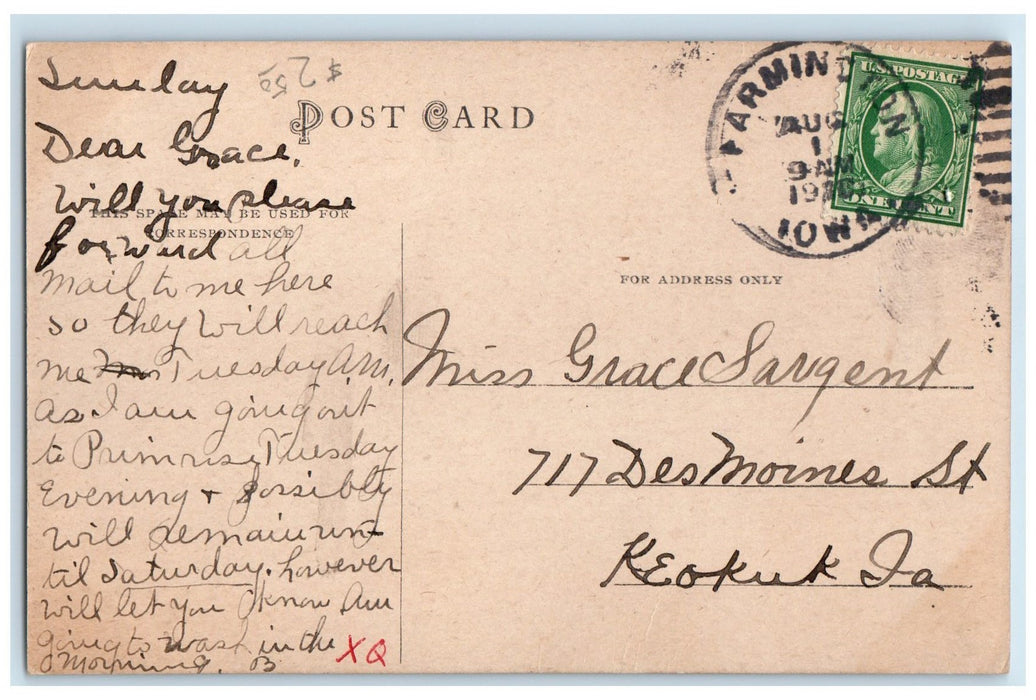 Sunday
$2.50
POST CARD
Dear Grace,
Will you please
THIS SPACE MAY BE USED FOR
CORRESPONDENCE
forward all
mail to me here
so they will reach
me Tuesday A.M.
as I am going out
to Primrise Tuesday
Evening + possibly
will remain un-
til Saturday. however
will let you know Am
going to wash in the
morning. B
XQ
FARMINGTON
AUG
1
9 AM
1910
IOWA
U.S. POSTAGE
ONE CENT
FOR ADDRESS ONLY
Miss Grace Sargent
717 Des Moines St
Keokuk Ia